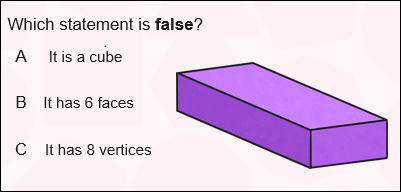 Which statement is false?
A It is a cube
B It has 6 faces
C It has 8 vertices